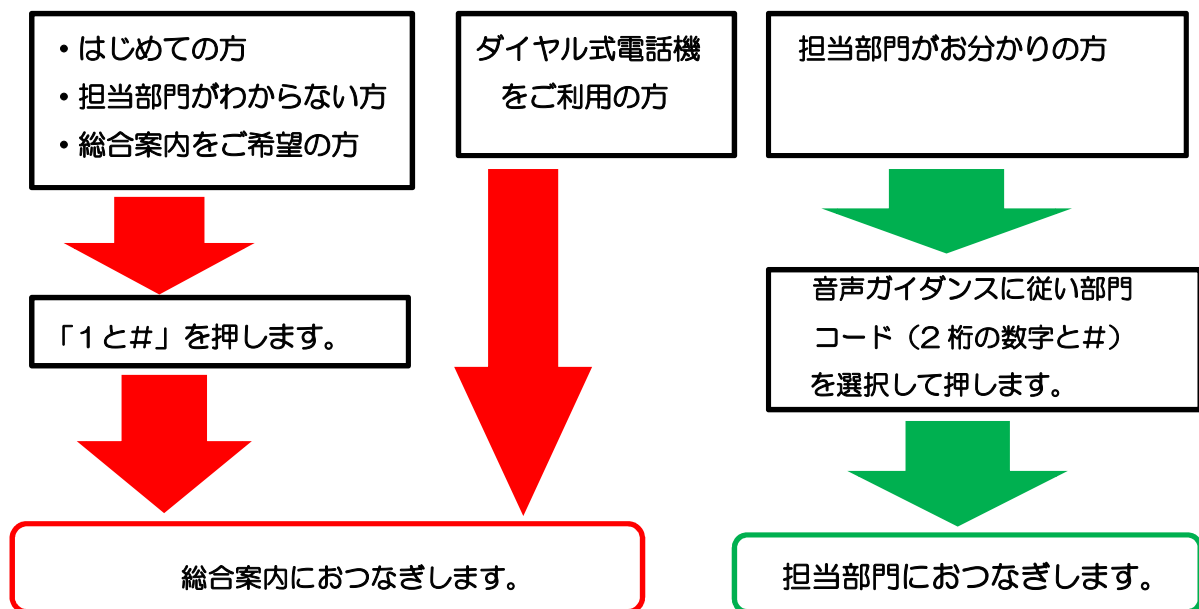 ・はじめての方
・担当部門がわからない方
・総合案内をご希望の方
ダイヤル式電話機
をご利用の方
担当部門がお分かりの方
「1と#」を押します。
音声ガイダンスに従い部門
コード（2桁の数字と#）
を選択して押します。
総合案内におつなぎします。
担当部門におつなぎします。